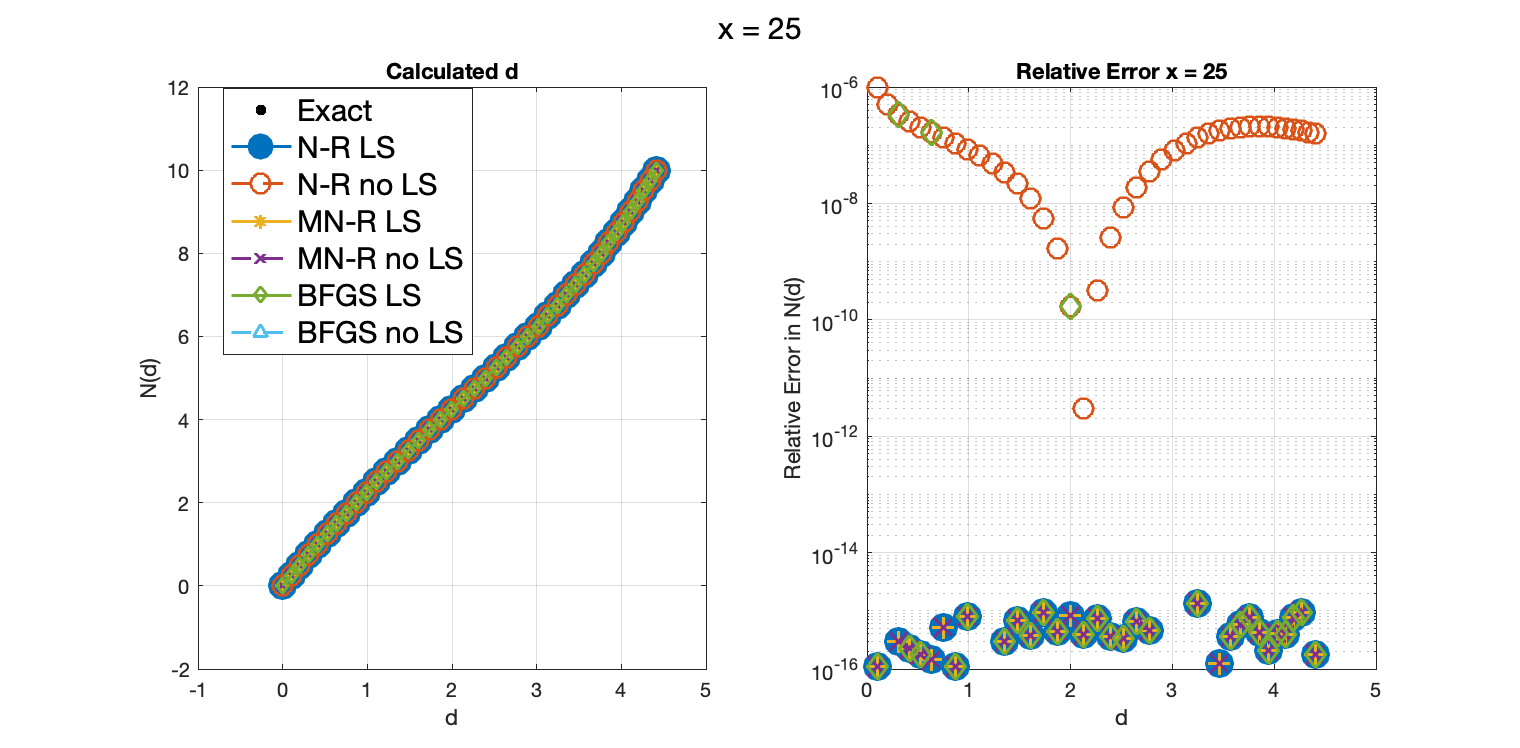 x = 25
Calculated d
Exact
N-R LS
N-R no LS
MN-R LS
MN-R no LS
BFGS LS
BFGS no LS
12
10
8
6
4
2
0
-2
-1
0
1
2
3
4
5
N(d)
d
Relative Error x = 25
10^-6
10^-8
10^-10
10^-12
10^-14
10^-16
0
1
2
3
4
5
Relative Error in N(d)
d